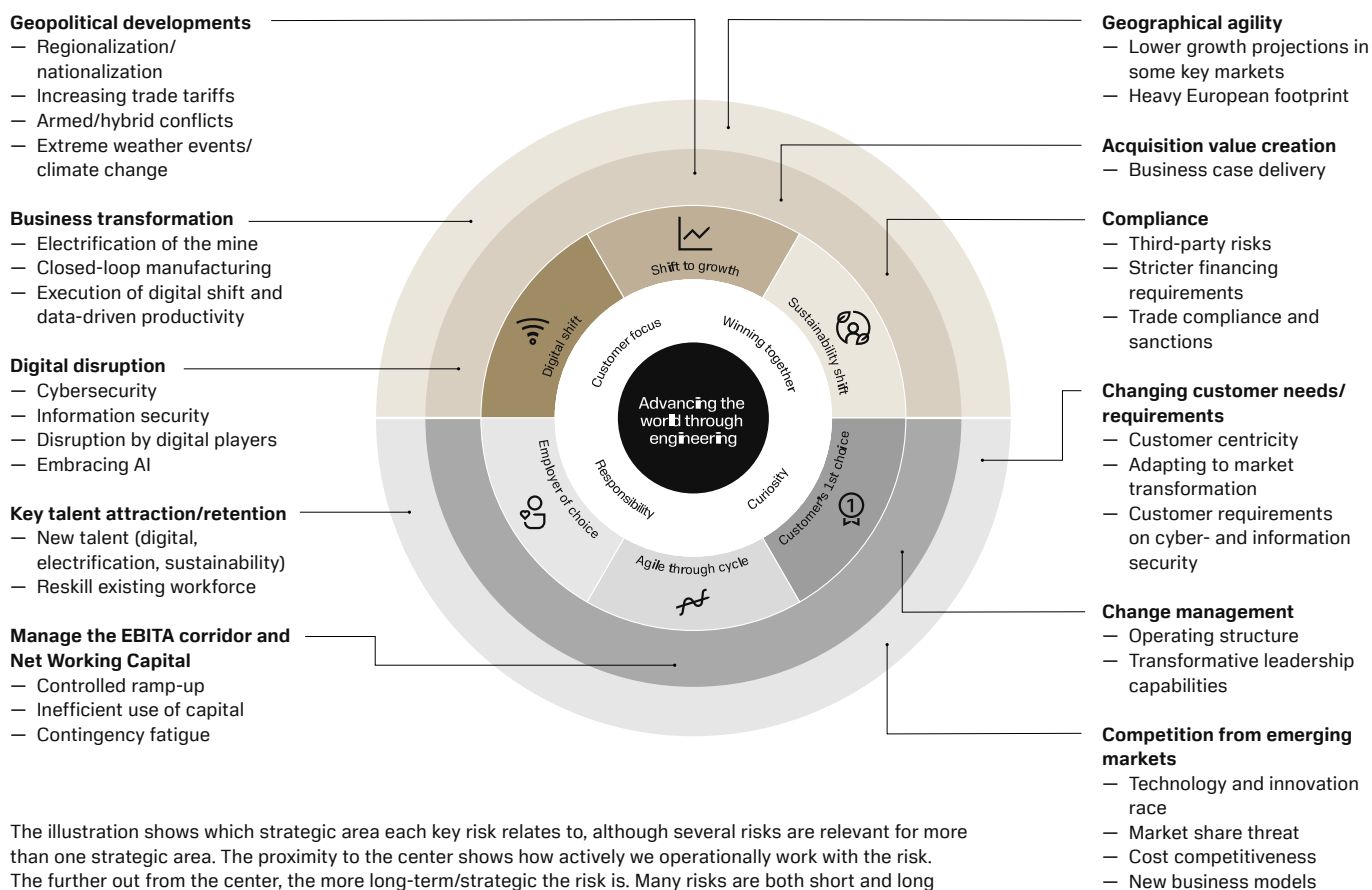 Geopolitical developments
— Regionalization/
nationalization
— Increasing trade tariffs
— Armed/hybrid conflicts
— Extreme weather events/
climate change
Business transformation
— Electrification of the mine
— Closed-loop manufacturing
— Execution of digital shift and
data-driven productivity
Digital disruption
— Cybersecurity
— Information security
— Disruption by digital players
— Embracing AI
Key talent attraction/retention
— New talent (digital,
electrification, sustainability)
— Reskill existing workforce
Manage the EBITA corridor and
Net Working Capital
— Controlled ramp-up
— Inefficient use of capital
— Contingency fatigue
Shift to growth
Digital shift
Sustainability shift
Customer focus
Winning together
Advancing the
world through
engineering
Employer of choice
Responsibility
Curiosity
Customer's 1st choice
1
Agile through cycle
Geographical agility
— Lower growth projections in
some key markets
— Heavy European footprint
Acquisition value creation
— Business case delivery
Compliance
— Third-party risks
— Stricter financing
requirements
— Trade compliance and
sanctions
Changing customer needs/
requirements
— Customer centricity
— Adapting to market
transformation
— Customer requirements
on cyber- and information
security
Change management
— Operating structure
— Transformative leadership
capabilities
Competition from emerging
markets
— Technology and innovation
race
— Market share threat
— Cost competitiveness
— New business models
The illustration shows which strategic area each key risk relates to, although several risks are relevant for more
than one strategic area. The proximity to the center shows how actively we operationally work with the risk.
The further out from the center, the more long-term/strategic the risk is. Many risks are both short and long